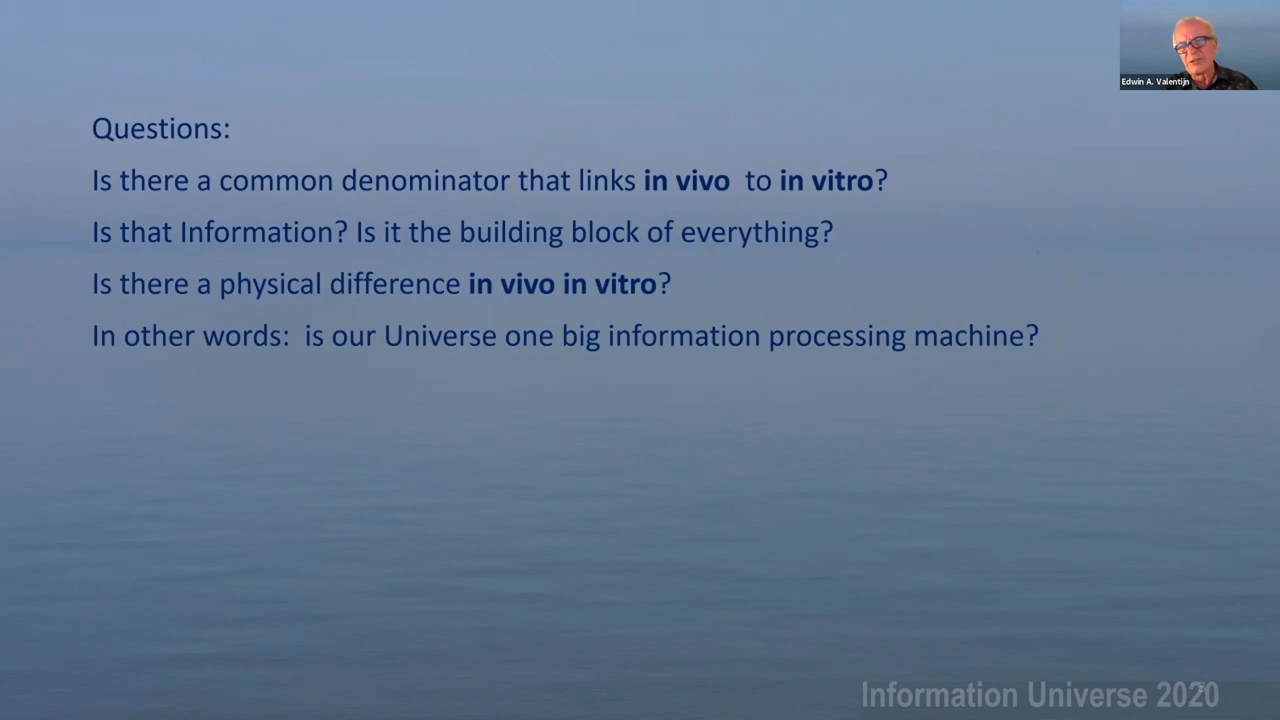 Edwin A. Valentijn
Questions:
Is there a common denominator that links in vivo to in vitro?
Is that Information? Is it the building block of everything?
Is there a physical difference in vivo in vitro?
In other words: is our Universe one big information processing machine?
Information Universe 2020